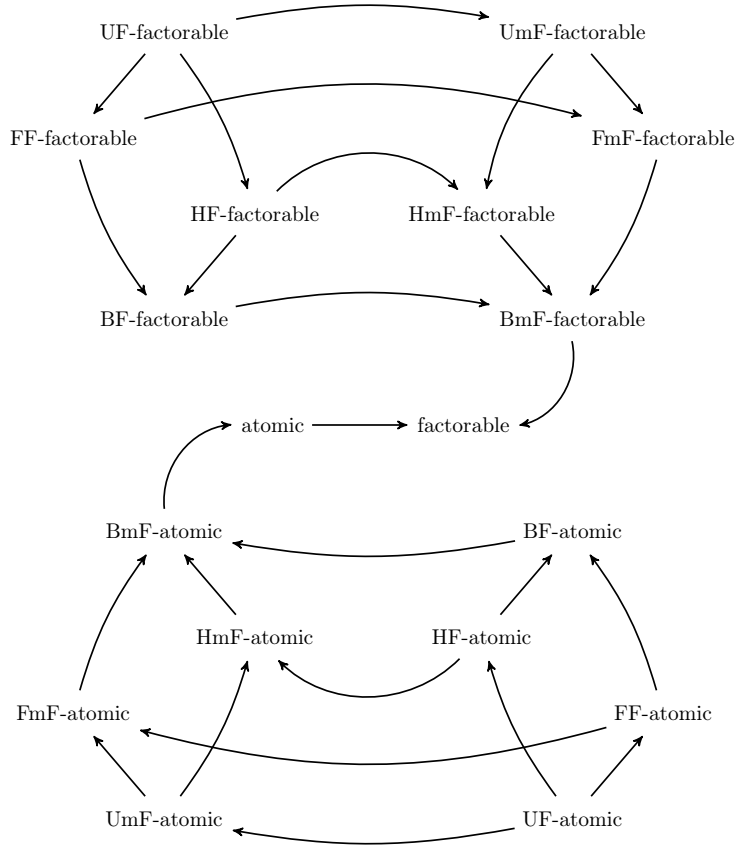 UF-factorable UmF-factorable
FF-factorable FmF-factorable
HF-factorable HmF-factorable
BF-factorable BmF-factorable
atomic factorable
BmF-atomic BF-atomic
HmF-atomic HF-atomic
FmF-atomic FF-atomic
UmF-atomic UF-atomic